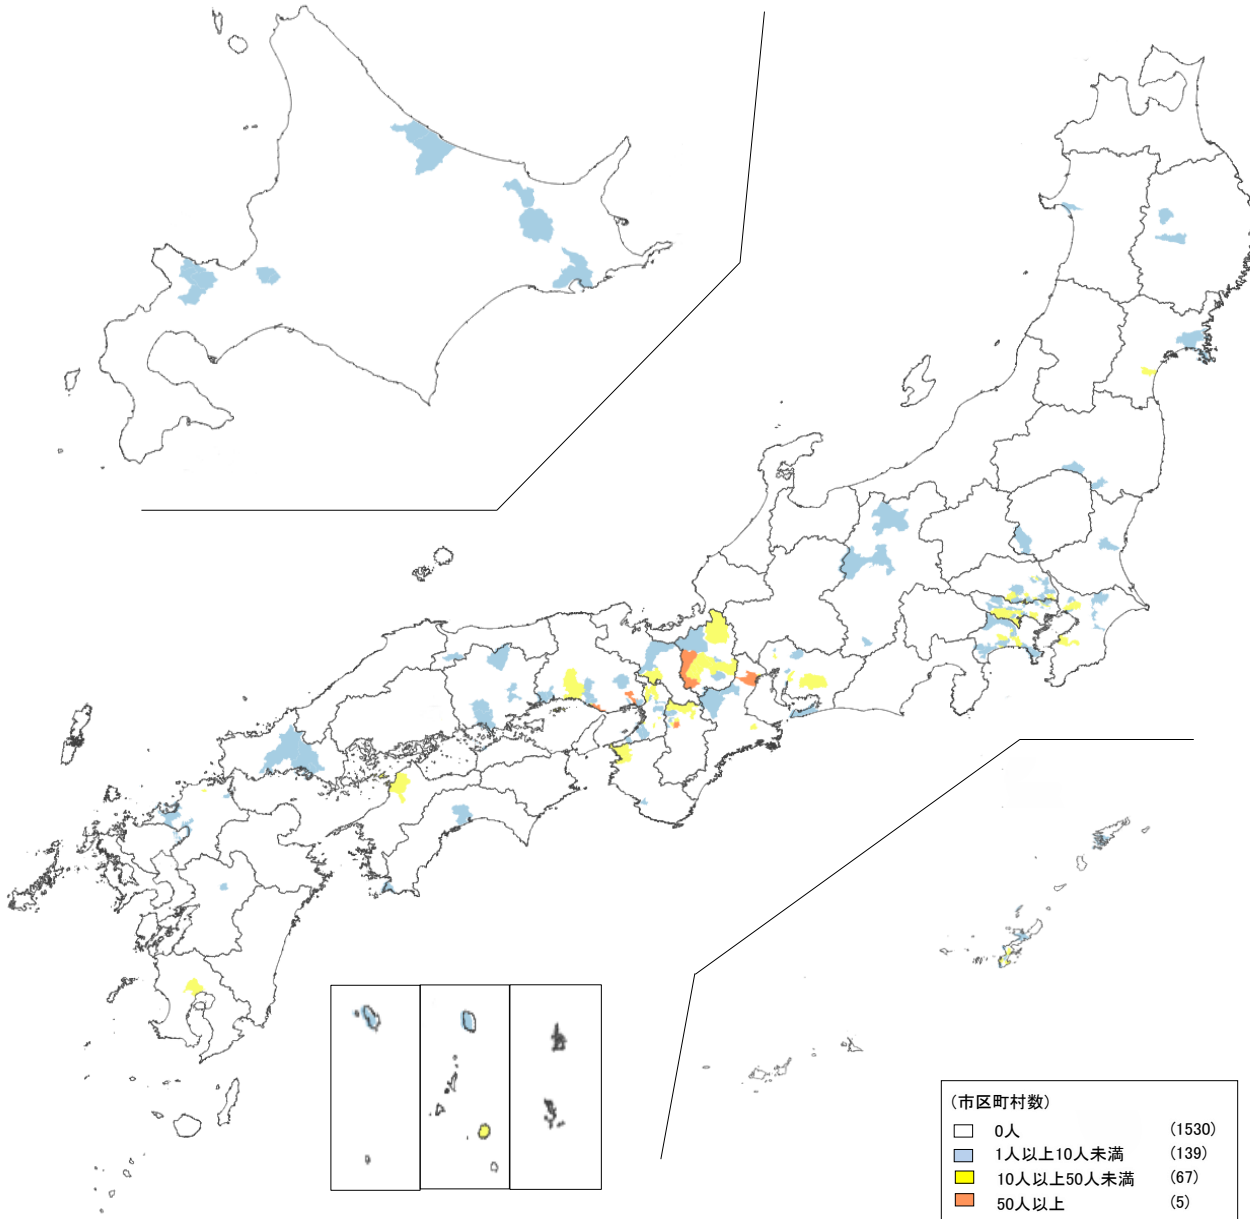 (市区町村数)
0人 (1530)
1人以上10人未満 (139)
10人以上50人未満 (67)
50人以上 (5)